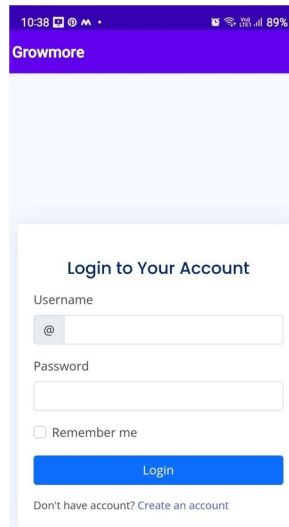 10:38 89%
Growmore
Login to Your Account
Username
@
Password
Remember me
Login
Don't have account? Create an account